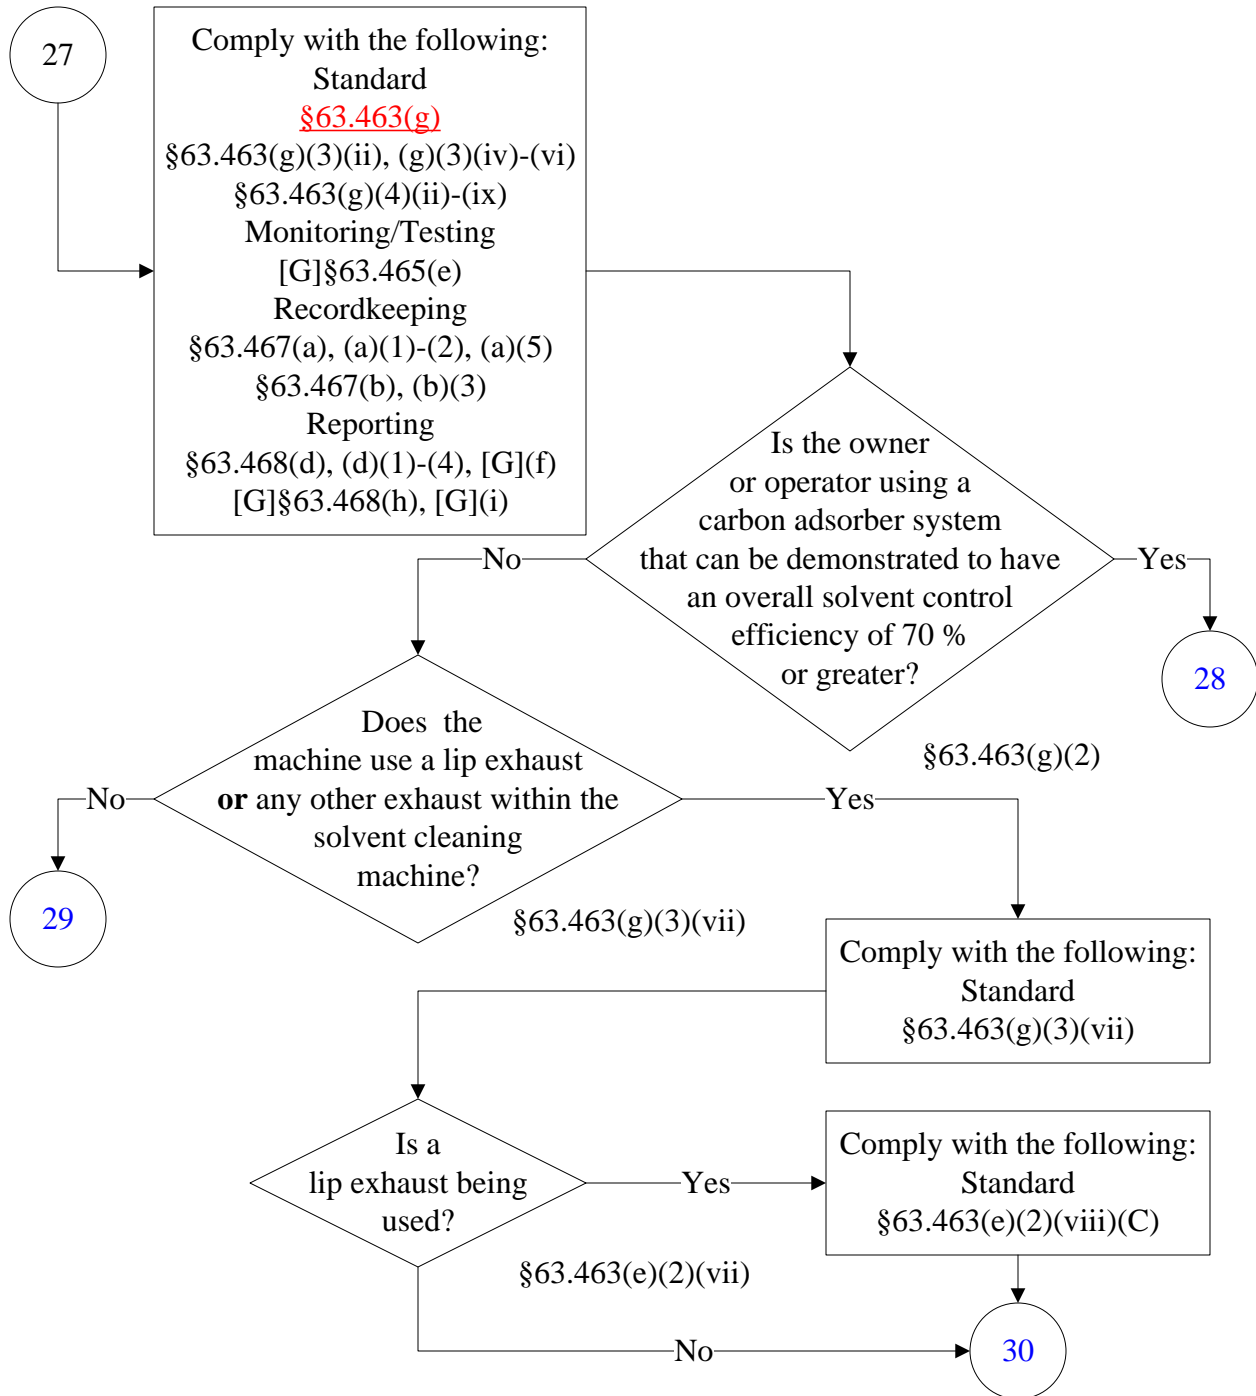 27
Comply with the following:
Standard
§63.463(g)
§63.463(g)(3)(ii), (g)(3)(iv)-(vi)
§63.463(g)(4)(ii)-(ix)
Monitoring/Testing
[G]§63.465(e)
Recordkeeping
§63.467(a), (a)(1)-(2), (a)(5)
§63.467(b), (b)(3)
Reporting
§63.468(d), (d)(1)-(4), [G](f)
[G]§63.468(h), [G](i)
Is the owner
or operator using a
carbon adsorber system
that can be demonstrated to have
an overall solvent control
efficiency of 70 %
or greater?
No
Yes
28
§63.463(g)(2)
Does  the
machine use a lip exhaust
or any other exhaust within the
solvent cleaning
machine?
No
Yes
29
§63.463(g)(3)(vii)
Comply with the following:
Standard
§63.463(g)(3)(vii)
Is a
lip exhaust being
used?
Yes
Comply with the following:
Standard
§63.463(e)(2)(viii)(C)
§63.463(e)(2)(vii)
No
30